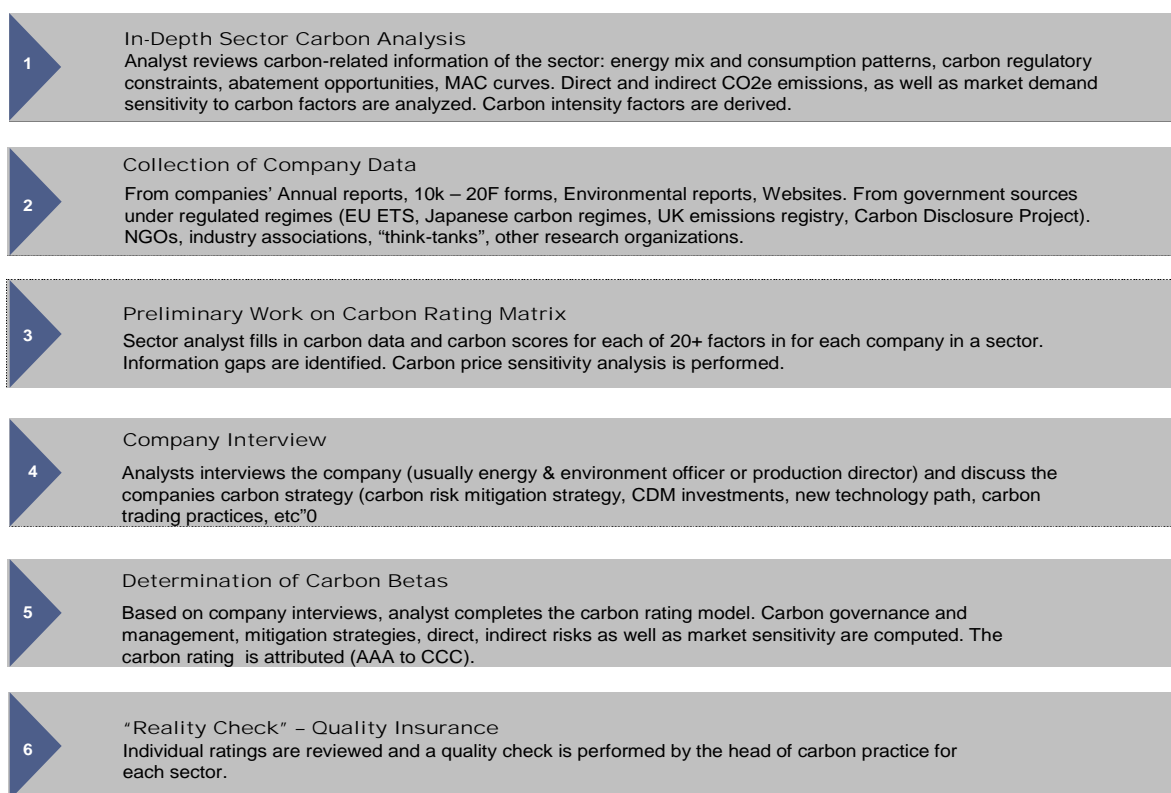 1
In-Depth Sector Carbon Analysis
Analyst reviews carbon-related information of the sector: energy mix and consumption patterns, carbon regulatory
constraints, abatement opportunities, MAC curves. Direct and indirect CO2e emissions, as well as market demand
sensitivity to carbon factors are analyzed. Carbon intensity factors are derived.
2
Collection of Company Data
From companies' Annual reports, 10k – 20F forms, Environmental reports, Websites. From government sources
under regulated regimes (EU ETS, Japanese carbon regimes, UK emissions registry, Carbon Disclosure Project).
NGOs, industry associations, “think-tanks”, other research organizations.
3
Preliminary Work on Carbon Rating Matrix
Sector analyst fills in carbon data and carbon scores for each of 20+ factors in for each company in a sector.
Information gaps are identified. Carbon price sensitivity analysis is performed.
4
Company Interview
Analysts interviews the company (usually energy & environment officer or production director) and discuss the
companies carbon strategy (carbon risk mitigation strategy, CDM investments, new technology path, carbon
trading practices, etc”0
5
Determination of Carbon Betas
Based on company interviews, analyst completes the carbon rating model. Carbon governance and
management, mitigation strategies, direct, indirect risks as well as market sensitivity are computed. The
carbon rating is attributed (AAA to CCC).
6
“Reality Check” – Quality Insurance
Individual ratings are reviewed and a quality check is performed by the head of carbon practice for
each sector.